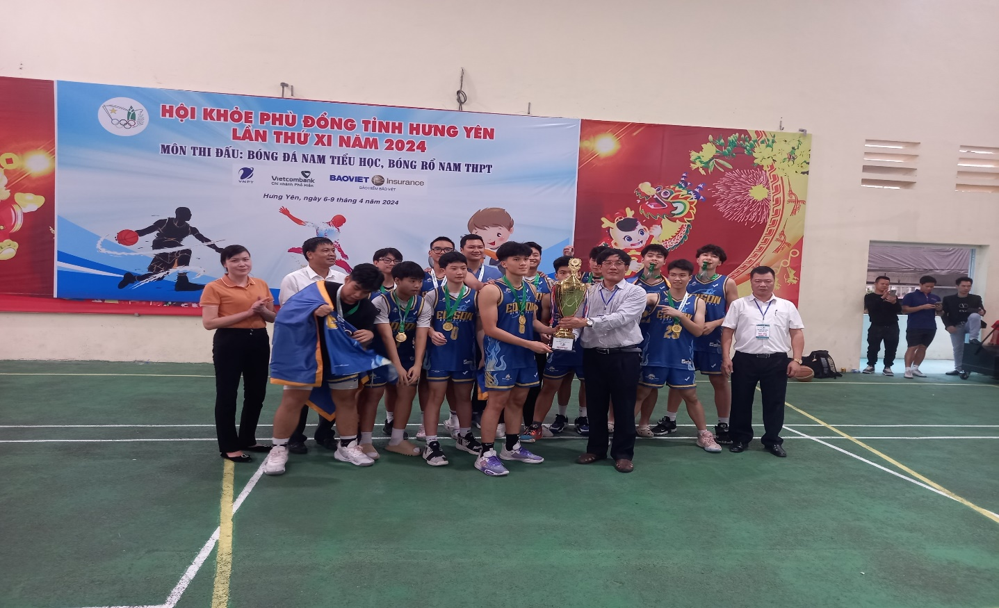 HỘI KHỎE PHÙ ĐỔNG TỈNH HƯNG YÊN
LẦN THỨ XI NĂM 2024
MÔN THI ĐẤU: BÓNG ĐÁ NAM TIỂU HỌC, BÓNG RỔ NAM THPT
VNPT
Vietcombank
Chi nhánh Phố Hiến
BAOVIET Insurance
BẢO HIỂM BẢO VIỆT
Hưng Yên, ngày 6-9 tháng 4 năm 2024
EDISON
6
EDISON
0
23
EDISON